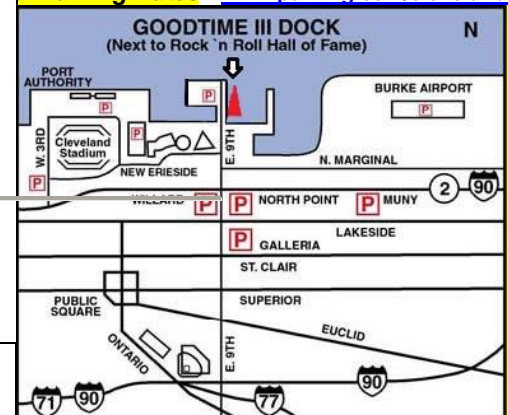 GOODTIME III DOCK
(Next to Rock `n Roll Hall of Fame)
N
PORT
AUTHORITY
P
P
BURKE AIRPORT
P
P
W. 3RD
Cleveland
Stadium
E. 9TH
NEW ERIESIDE
N. MARGINAL
P
2
90
P
P
NORTH POINT
P
MUNY
LAKESIDE
P
GALLERIA
ST. CLAIR
PUBLIC
SQUARE
SUPERIOR
EUCLID
ONTARIO
E. 9TH
71
90
77
90